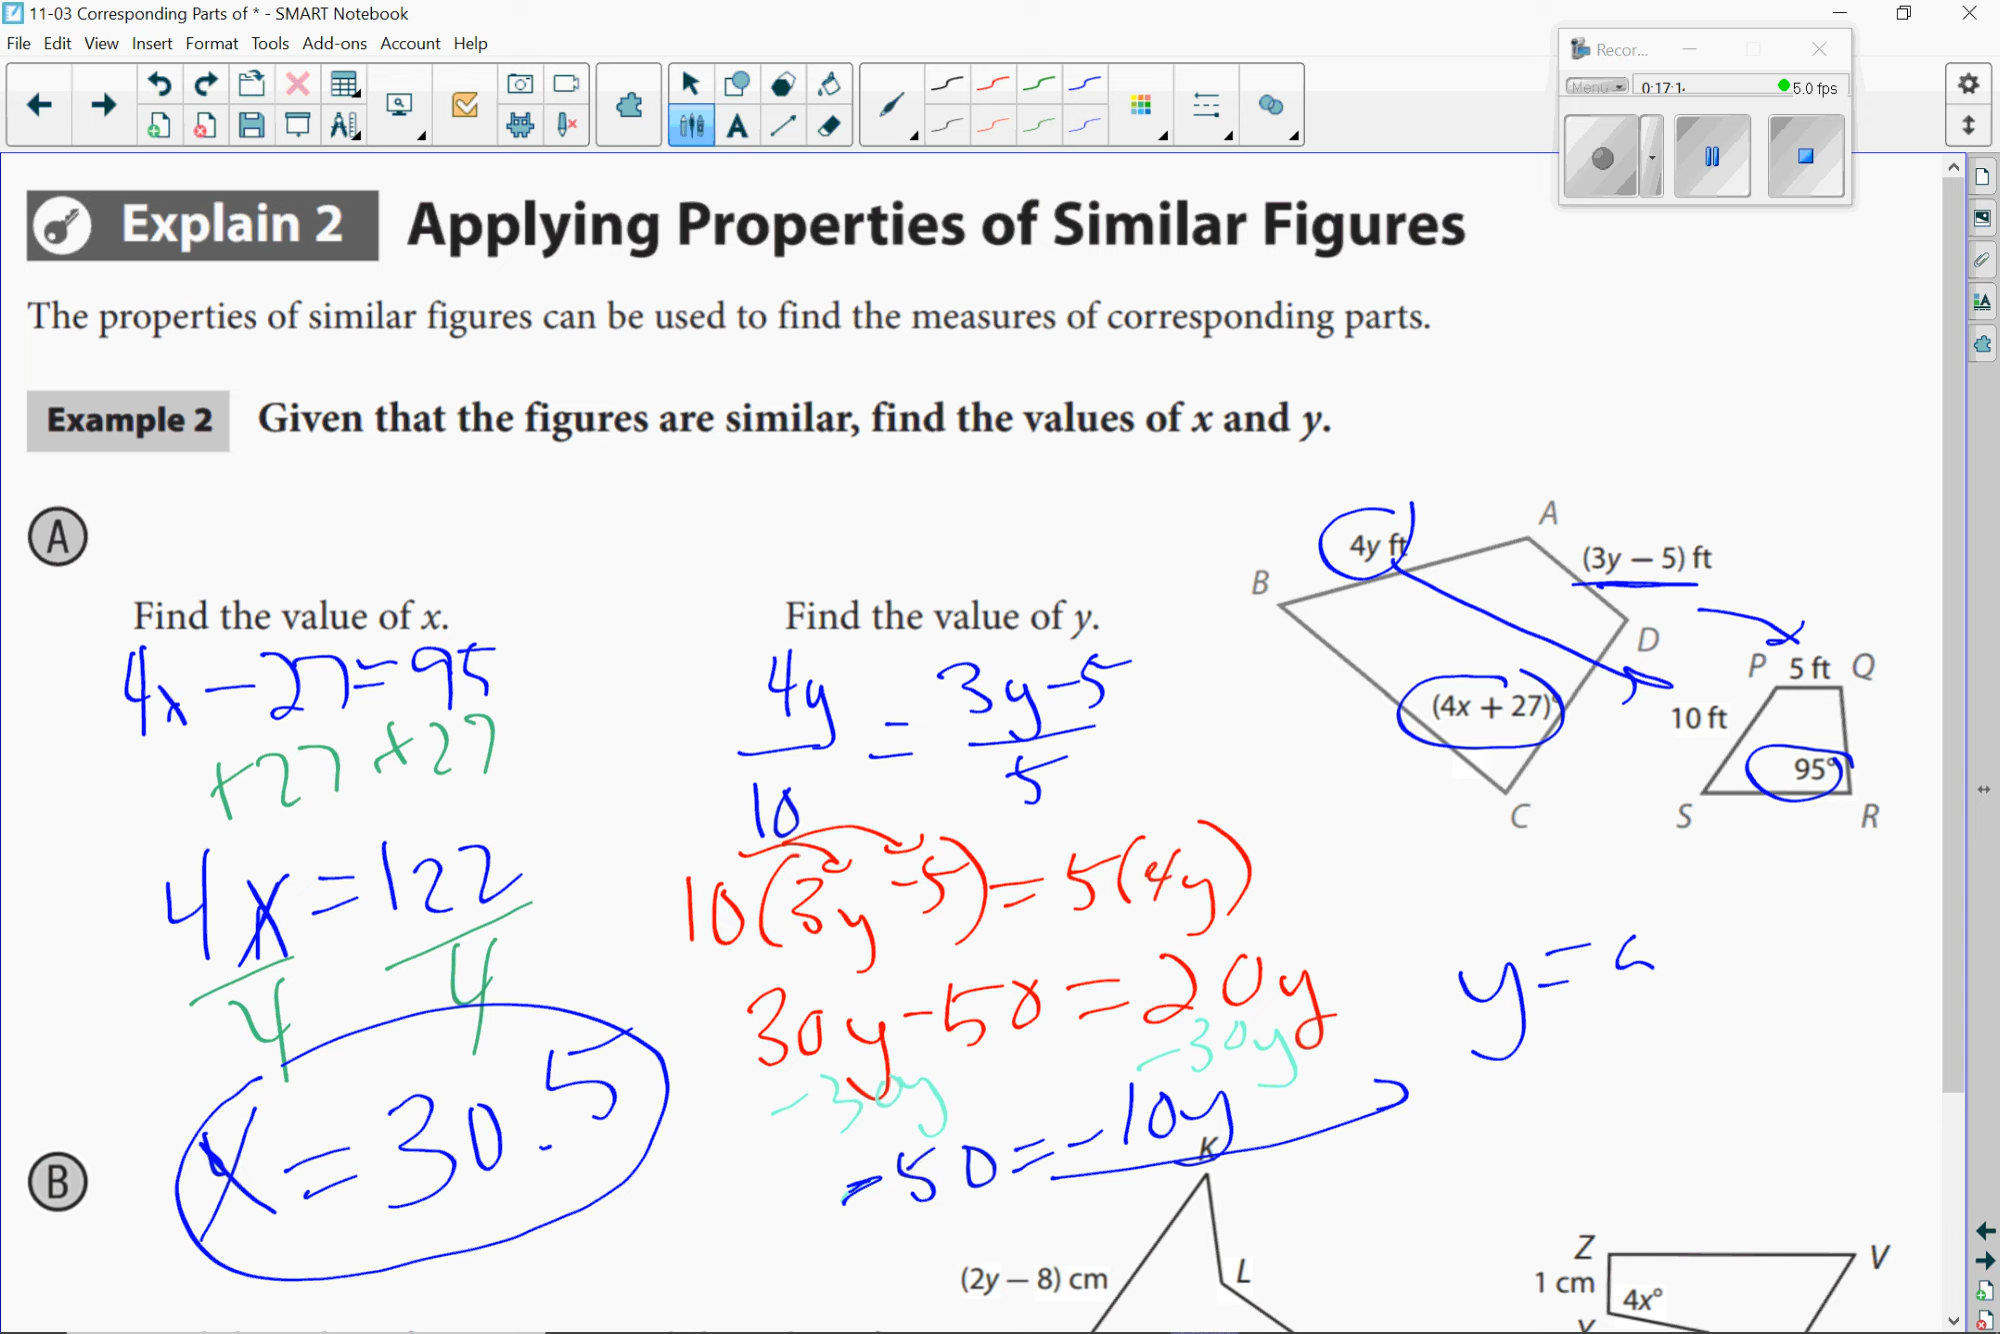 11-03 Corresponding Parts of * - SMART Notebook
File Edit View Insert Format Tools Add-ons Account Help
Recor...
Menu 0:17:1 5.0 fps
Explain 2 Applying Properties of Similar Figures
The properties of similar figures can be used to find the measures of corresponding parts.
Example 2 Given that the figures are similar, find the values of x and y.
A
Find the value of x.
4x - 27 = 95
+27 +27
4x = 122
4 4
x = 30.5
Find the value of y.
4y = 3y-5
10 5
10(3y -5) = 5(4y)
30y - 50 = 20y
-30y -30y
-50 = -10y
y =
A
4y ft
(3y – 5) ft
B
D
(4x + 27)°
C
P 5 ft Q
10 ft
95°
S R
B
K
(2y – 8) cm
L
Z V
1 cm
4x°
Y